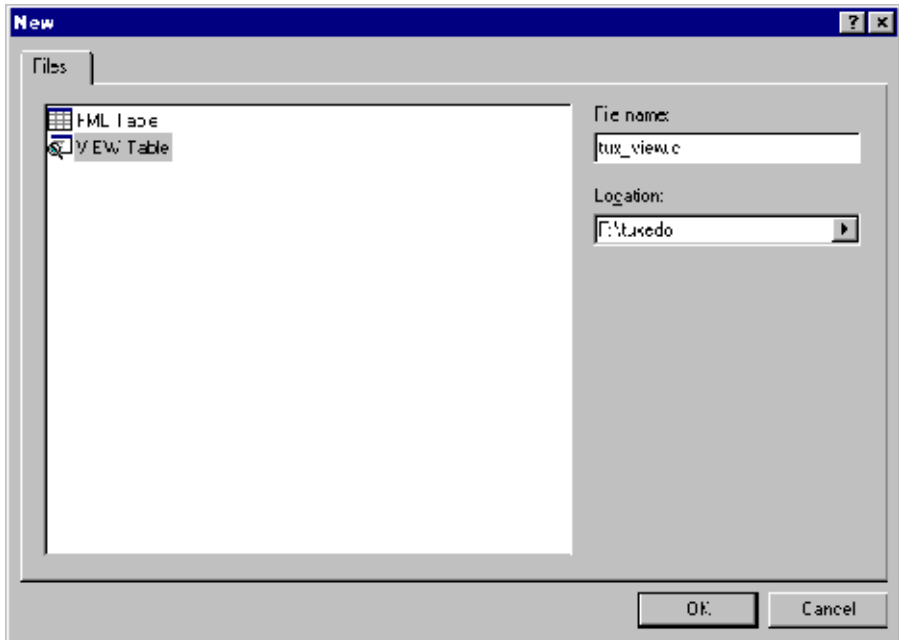 New
Files
FML Table
VIEW Table
File name:
tux_view.c
Location:
\tuxedo
OK
Cancel